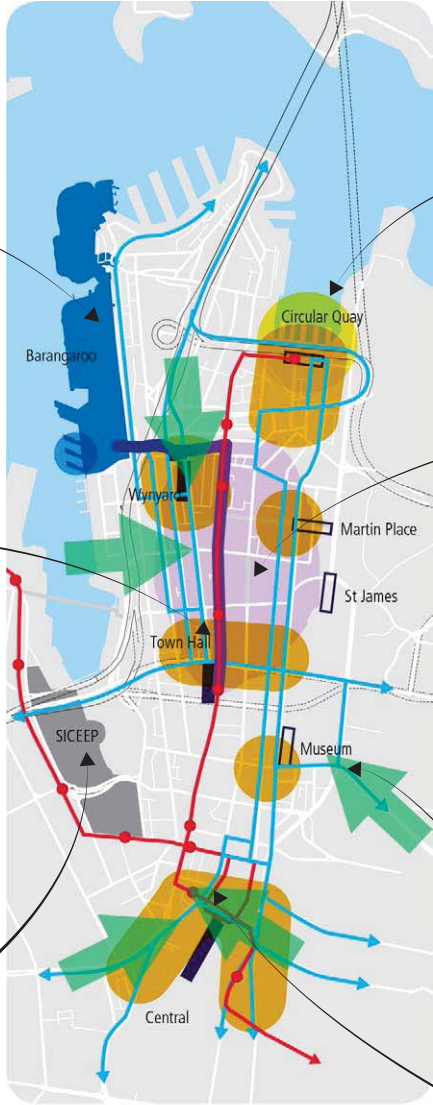 Circular Quay
Barangaroo
Wynyard
Martin Place
St James
Town Hall
SICEEP
Museum
Central